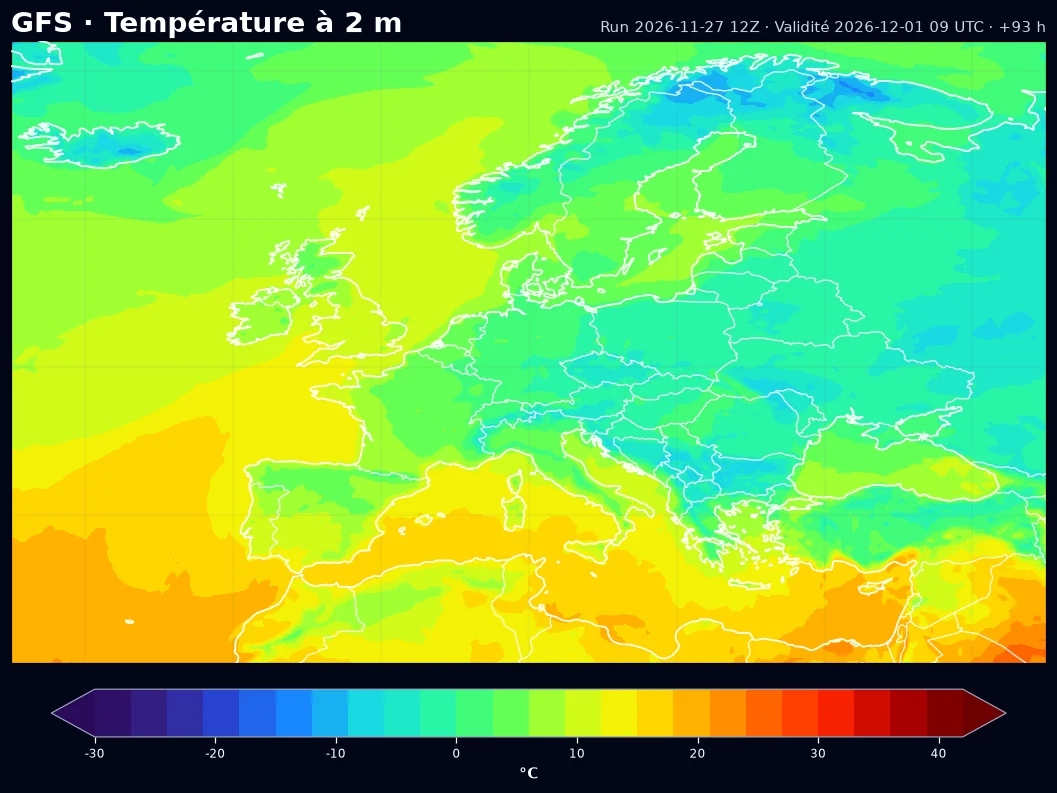 GFS · Température à 2 m
Run 2026-11-27 12Z · Validité 2026-12-01 09 UTC · +93 h
-30 -20 -10 0 10 20 30 40
°C